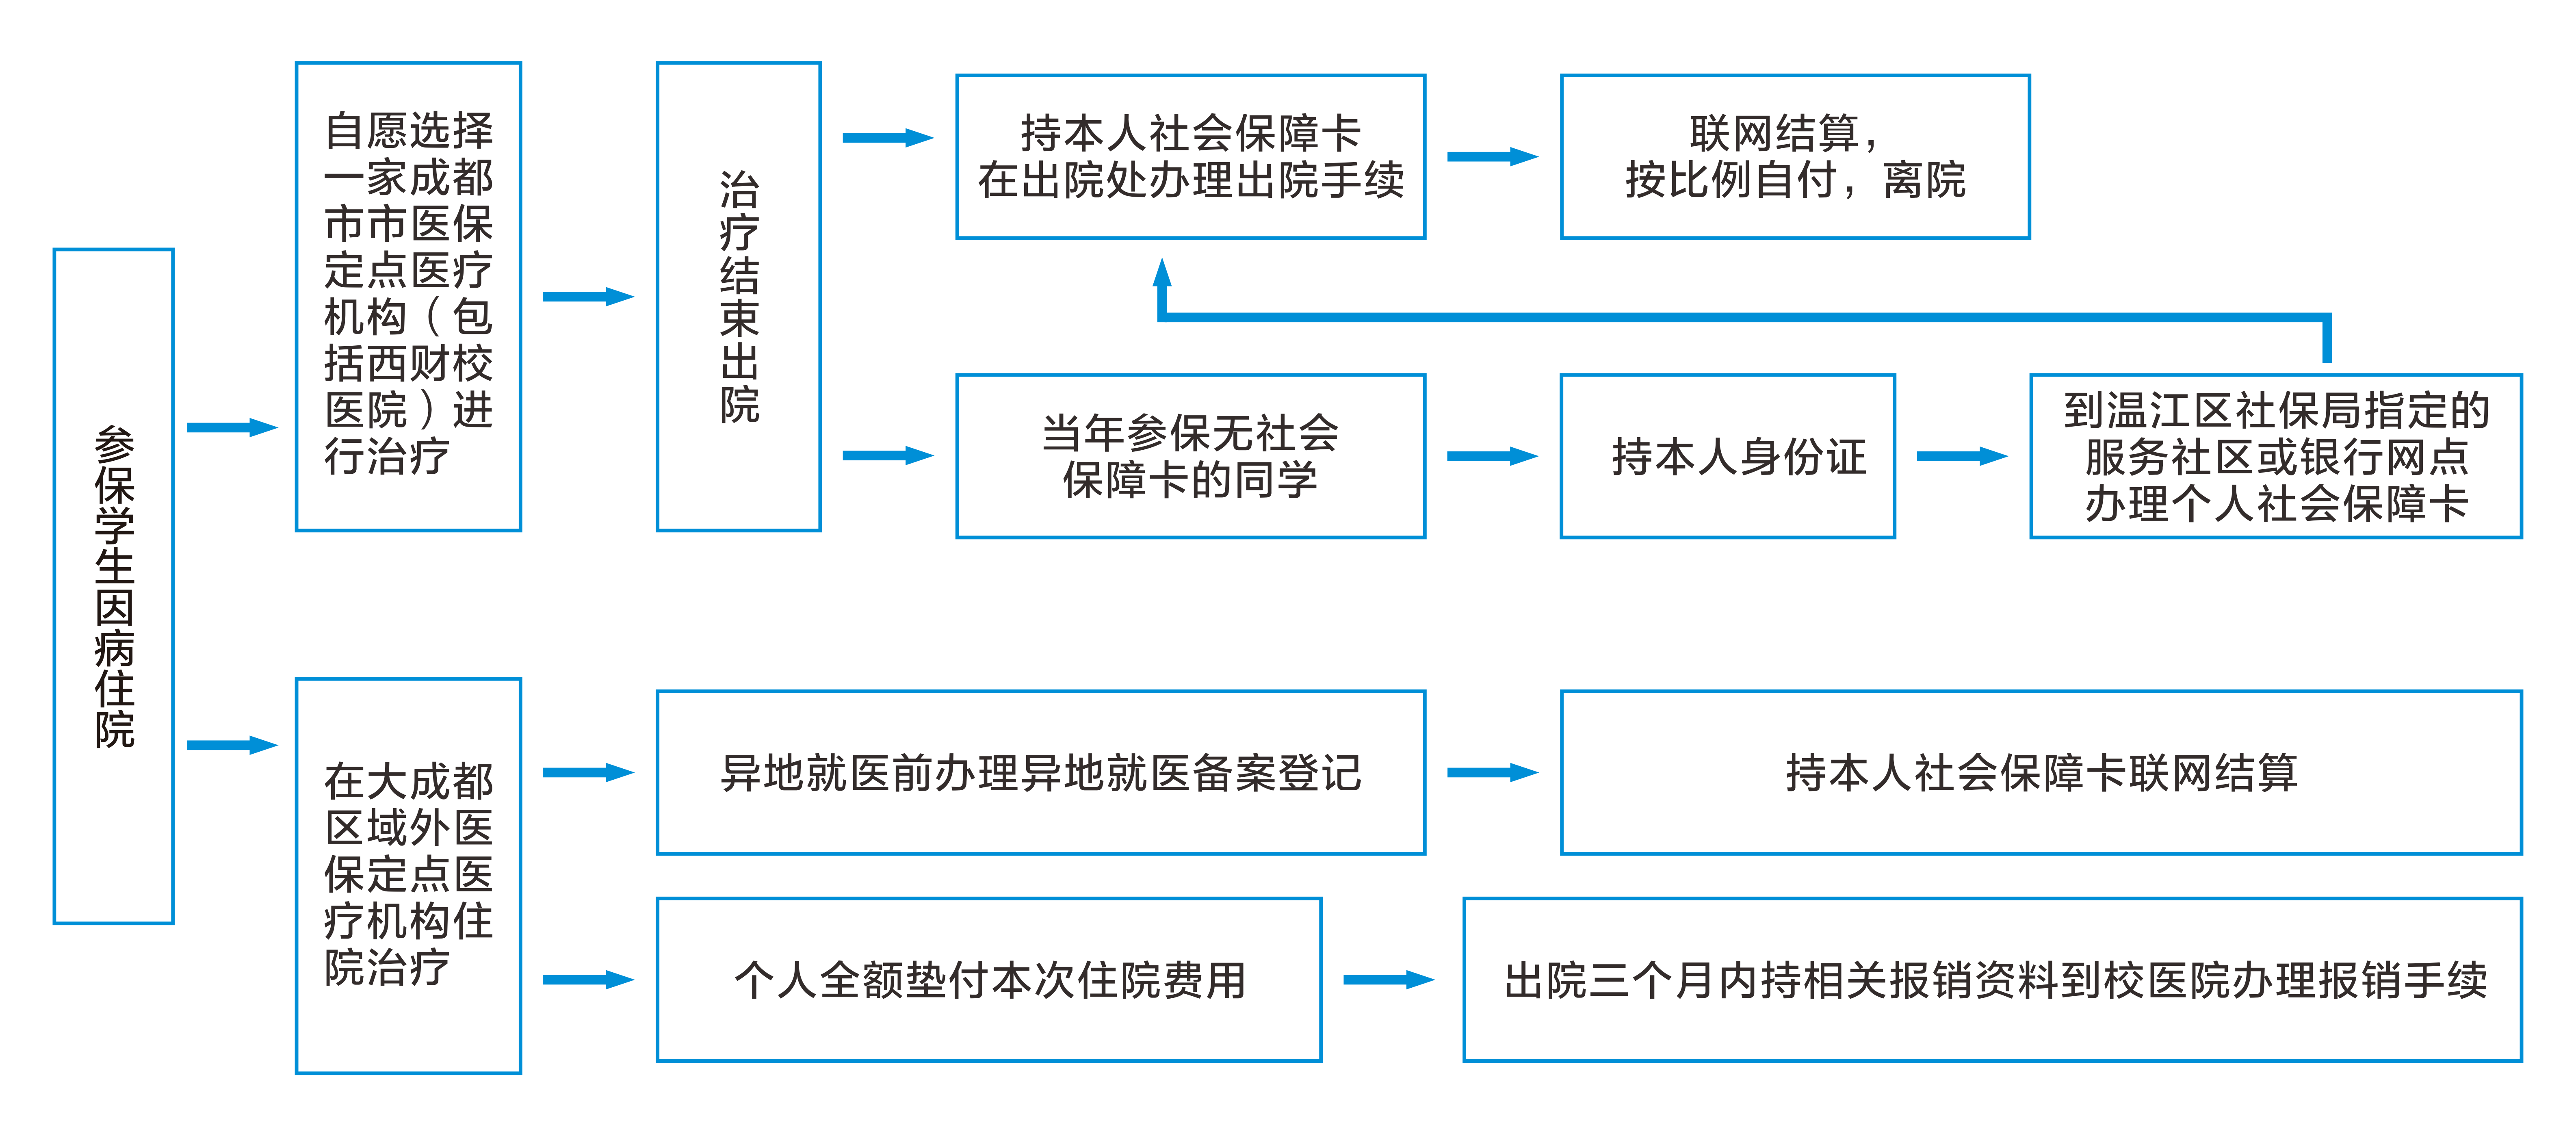 参保学生因病住院
自愿选择
一家成都
市市医保
定点医疗
机构（包
括西财校
医院）进
行治疗
治疗结束出院
持本人社会保障卡
在出院处办理出院手续
联网结算，
按比例自付，离院
当年参保无社会
保障卡的同学
持本人身份证
到温江区社保局指定的
服务社区或银行网点
办理个人社会保障卡
在大成都
区域外医
保定点医
疗机构住
院治疗
异地就医前办理异地就医备案登记
持本人社会保障卡联网结算
个人全额垫付本次住院费用
出院三个月内持相关报销资料到校医院办理报销手续